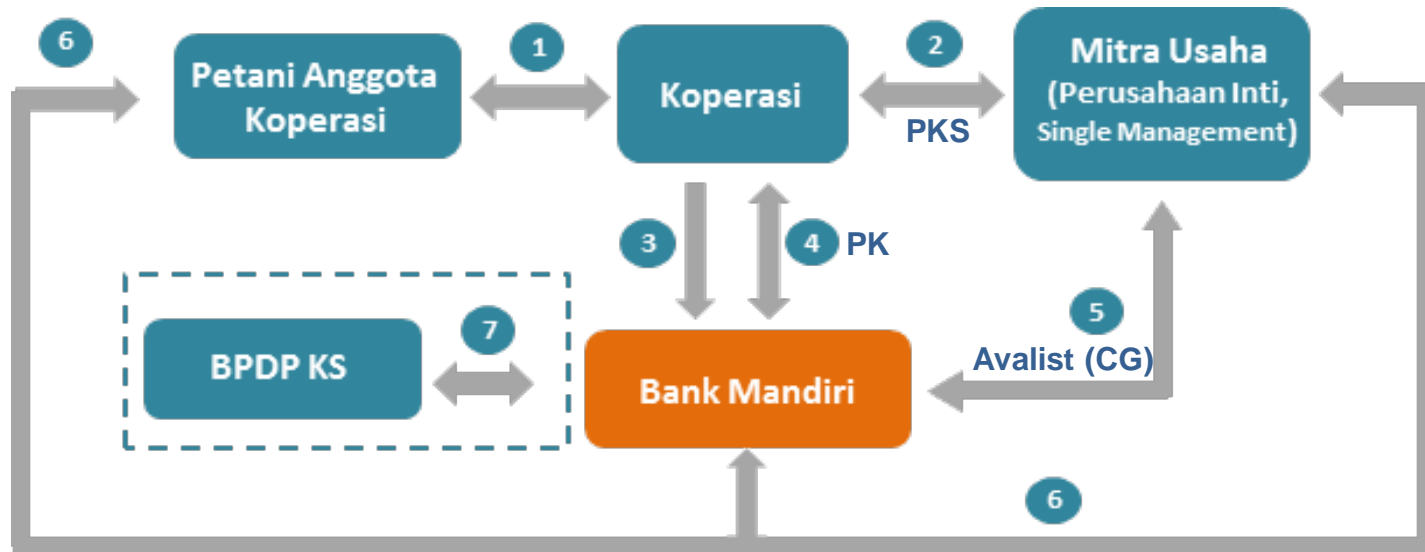 6
Petani Anggota
Koperasi
1
Koperasi
2
PKS
Mitra Usaha
(Perusahaan Inti,
Single Management)
3
4
PK
5
Avalist (CG)
BPDP KS
7
Bank Mandiri
6